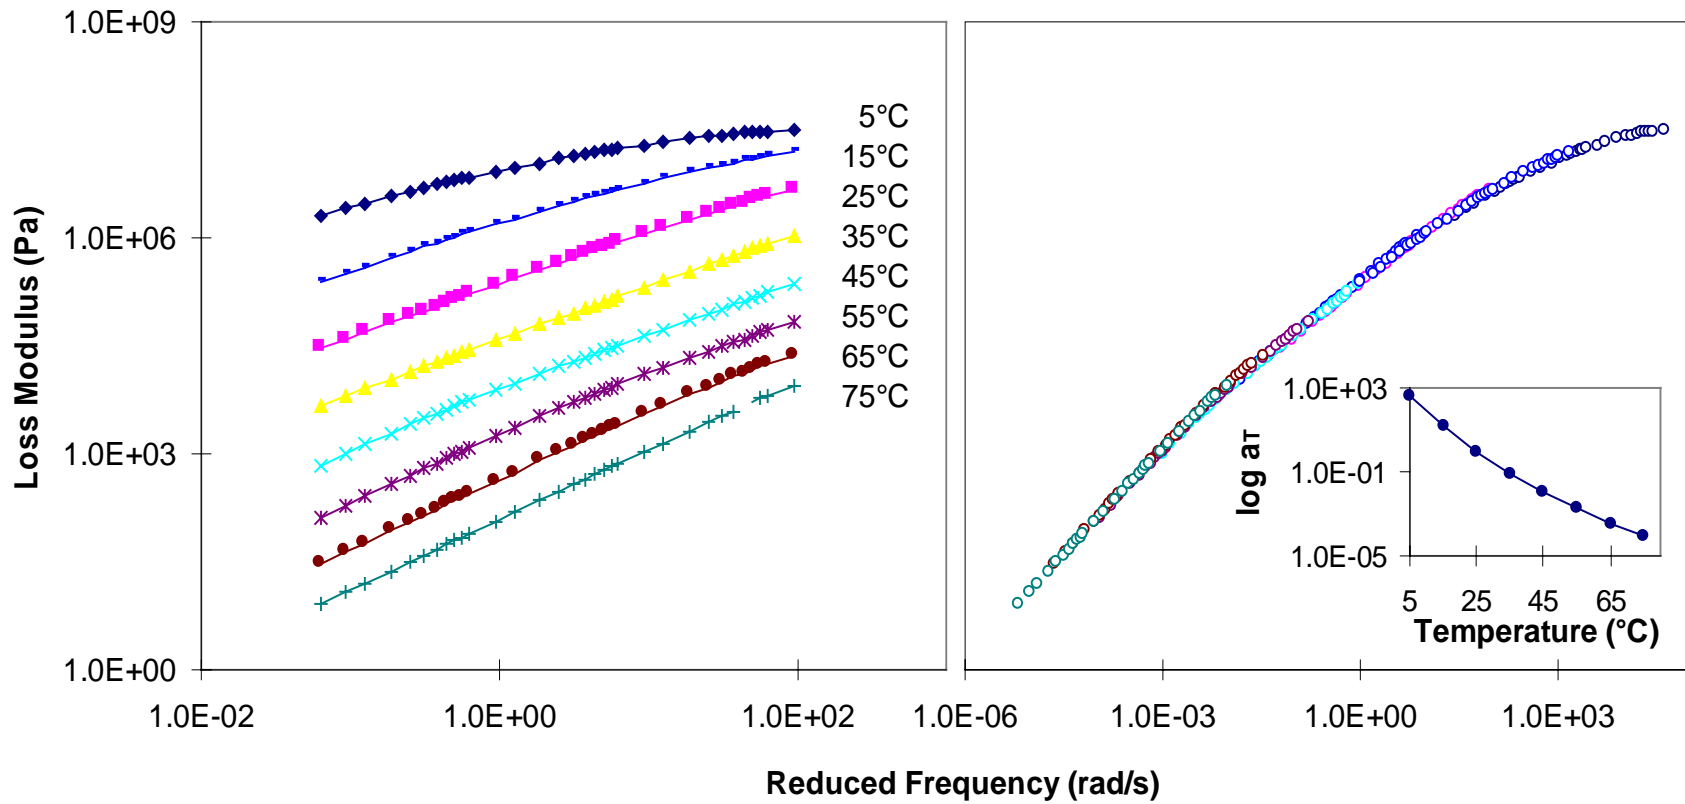 1.0E+09
1.0E+06
1.0E+03
1.0E+00
Loss Modulus (Pa)
5°C
15°C
25°C
35°C
45°C
55°C
65°C
75°C
1.0E-02
1.0E+00
1.0E+02
1.0E-06
1.0E-03
1.0E+00
1.0E+03
Reduced Frequency (rad/s)
log aT
1.0E+03
1.0E-01
1.0E-05
5
25
45
65
Temperature (°C)